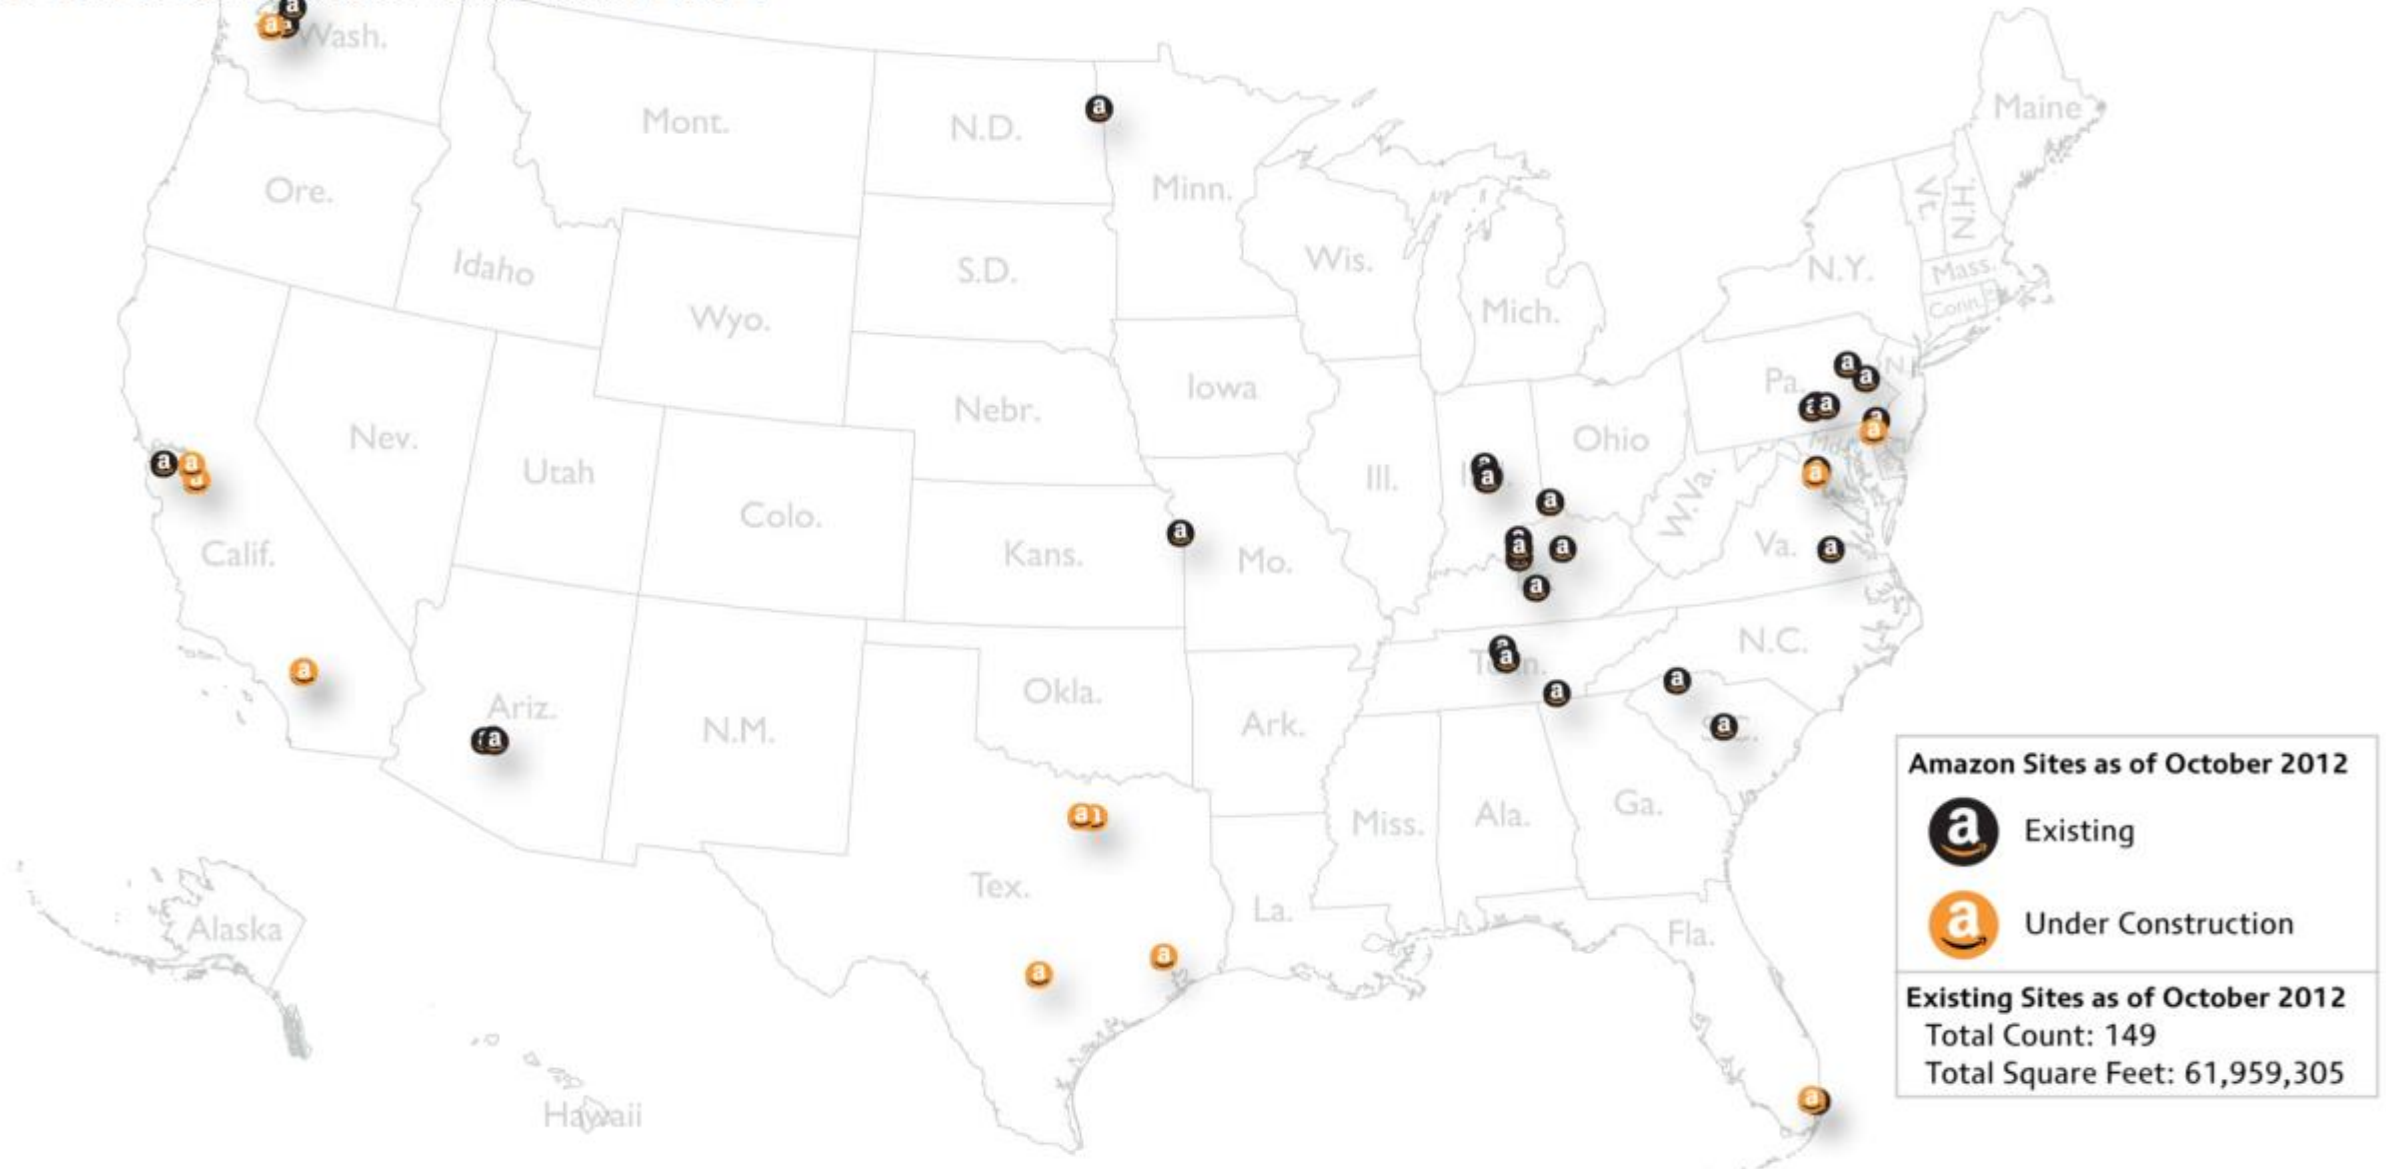 Wash.
Mont.
N.D.
Minn.
Maine
Ore.
Idaho
S.D.
Wis.
Mich.
Vt.
N.H.
N.Y.
Mass.
Conn.
Wyo.
Iowa
Nebr.
Pa.
Nev.
Utah
Colo.
Ill.
Ohio
W.Va.
Calif.
Kans.
Mo.
Va.
N.C.
Ariz.
N.M.
Okla.
Ark.
Tex.
Miss.
Ala.
Ga.
La.
Fla.
Alaska
Hawaii
Amazon Sites as of October 2012
a Existing
a Under Construction
Existing Sites as of October 2012
Total Count: 149
Total Square Feet: 61,959,305